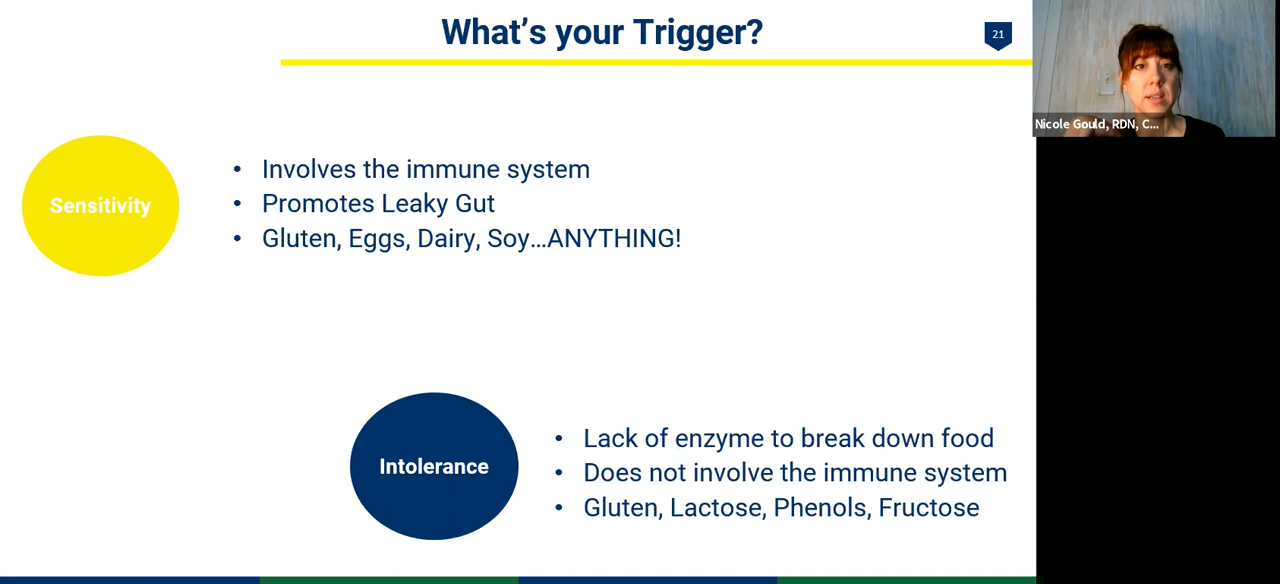 What's your Trigger?
21
Nicole Gould, RDN, C...
Sensitivity
• Involves the immune system
• Promotes Leaky Gut
• Gluten, Eggs, Dairy, Soy...ANYTHING!
Intolerance
• Lack of enzyme to break down food
• Does not involve the immune system
• Gluten, Lactose, Phenols, Fructose